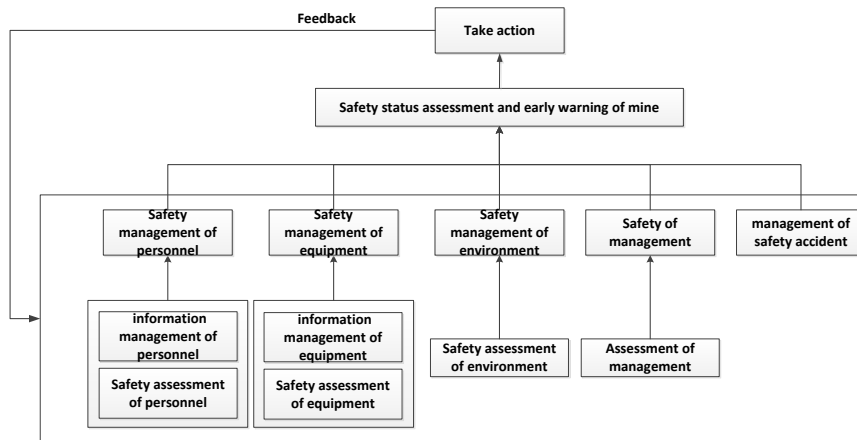 Feedback
Take action
Safety status assessment and early warning of mine
Safety
management of
personnel
Safety
management of
equipment
Safety
management of
environment
Safety of
management
management of
safety accident
information
management of
personnel
Safety assessment
of personnel
information
management of
equipment
Safety assessment
of equipment
Safety assessment
of environment
Assessment of
management